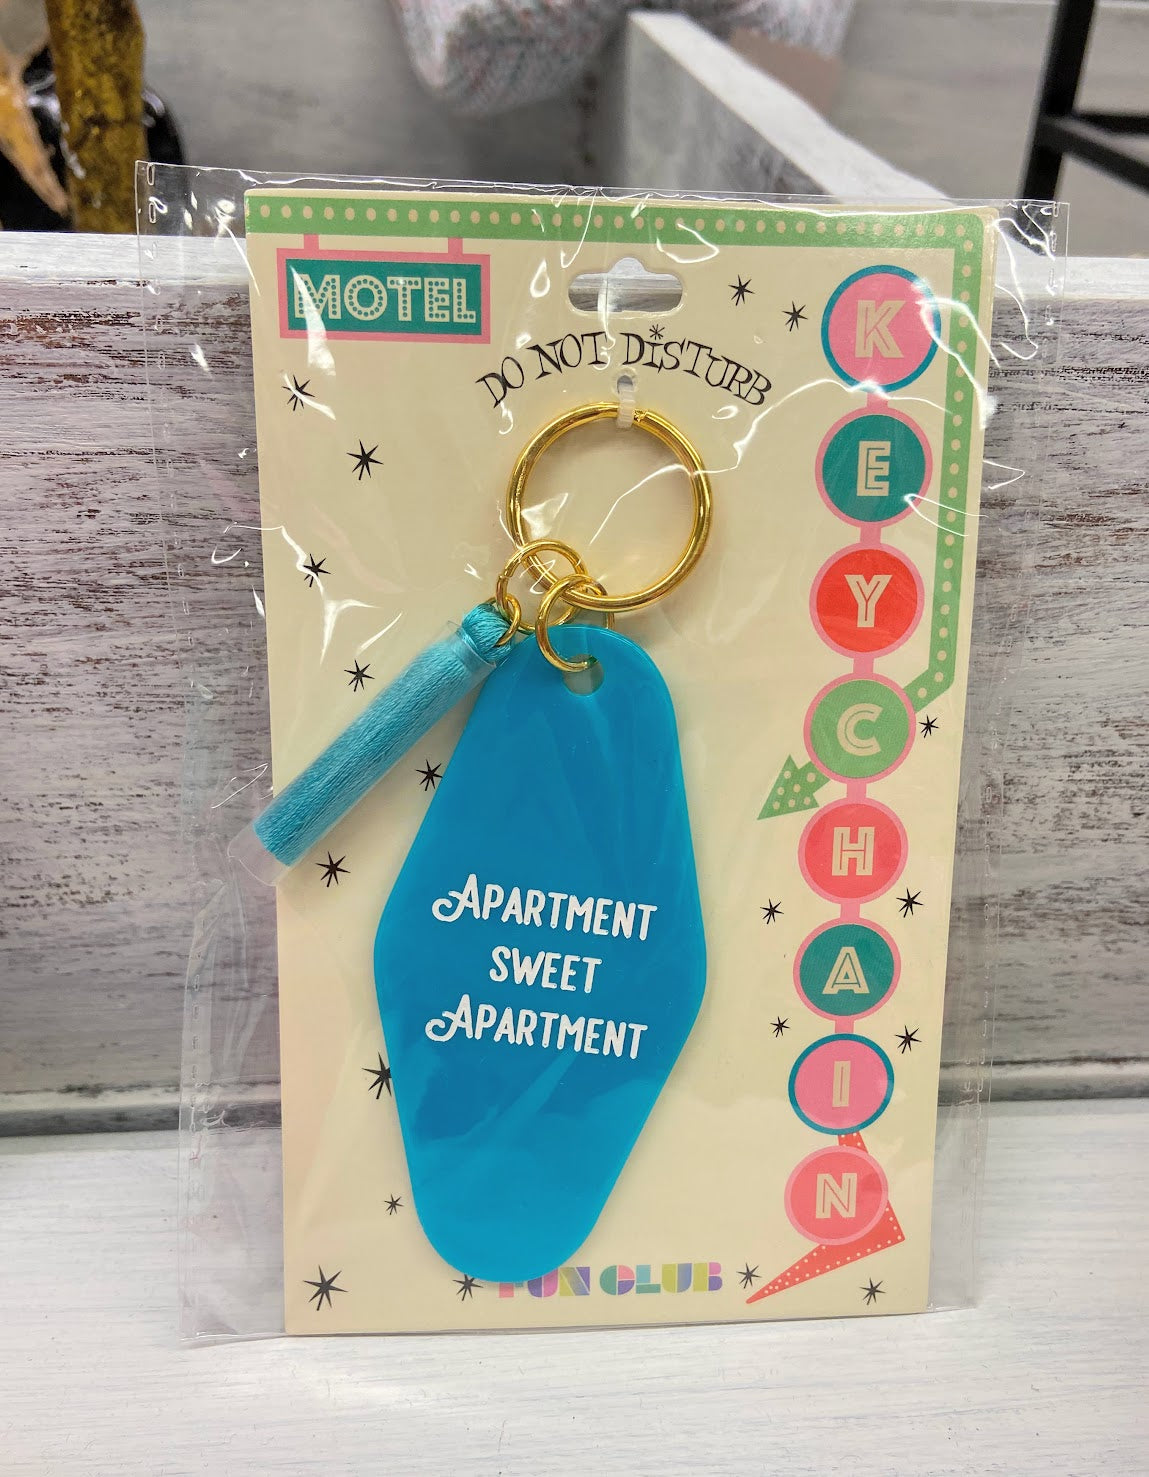 MOTEL
DO NOT DISTURB
KEYCHAIN
APARTMENT
SWEET
APARTMENT
FUN CLUB